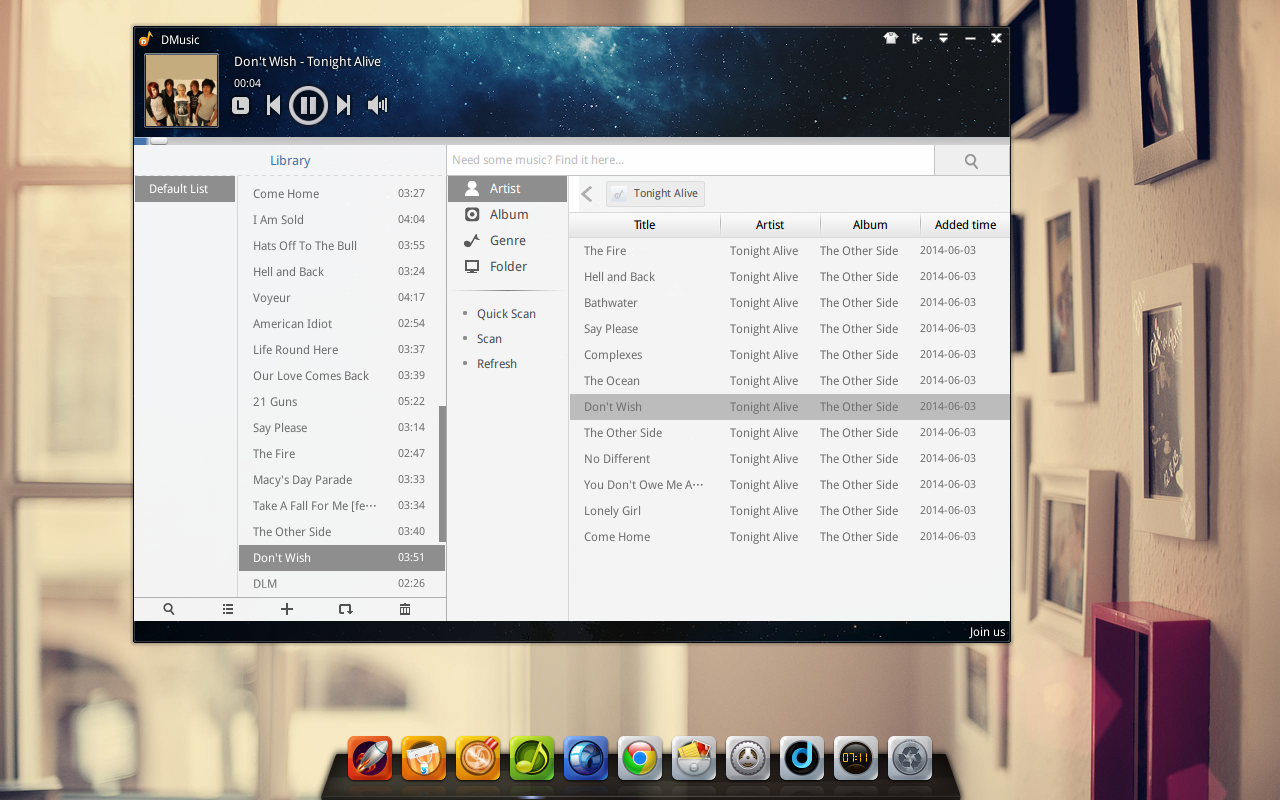 DMusic
Don't Wish - Tonight Alive
00:04
L
Library
Need some music? Find it here...
Default List
Come Home 03:27
I Am Sold 04:04
Hats Off To The Bull 03:55
Hell and Back 03:24
Voyeur 04:17
American Idiot 02:54
Life Round Here 03:37
Our Love Comes Back 03:39
21 Guns 05:22
Say Please 03:14
The Fire 02:47
Macy's Day Parade 03:33
Take A Fall For Me [fe··· 03:34
The Other Side 03:40
Don't Wish 03:51
DLM 02:26
Artist
Album
Genre
Folder
Quick Scan
Scan
Refresh
Tonight Alive
Title Artist Album Added time
The Fire Tonight Alive The Other Side 2014-06-03
Hell and Back Tonight Alive The Other Side 2014-06-03
Bathwater Tonight Alive The Other Side 2014-06-03
Say Please Tonight Alive The Other Side 2014-06-03
Complexes Tonight Alive The Other Side 2014-06-03
The Ocean Tonight Alive The Other Side 2014-06-03
Don't Wish Tonight Alive The Other Side 2014-06-03
The Other Side Tonight Alive The Other Side 2014-06-03
No Different Tonight Alive The Other Side 2014-06-03
You Don't Owe Me A··· Tonight Alive The Other Side 2014-06-03
Lonely Girl Tonight Alive The Other Side 2014-06-03
Come Home Tonight Alive The Other Side 2014-06-03
Join us
07:11